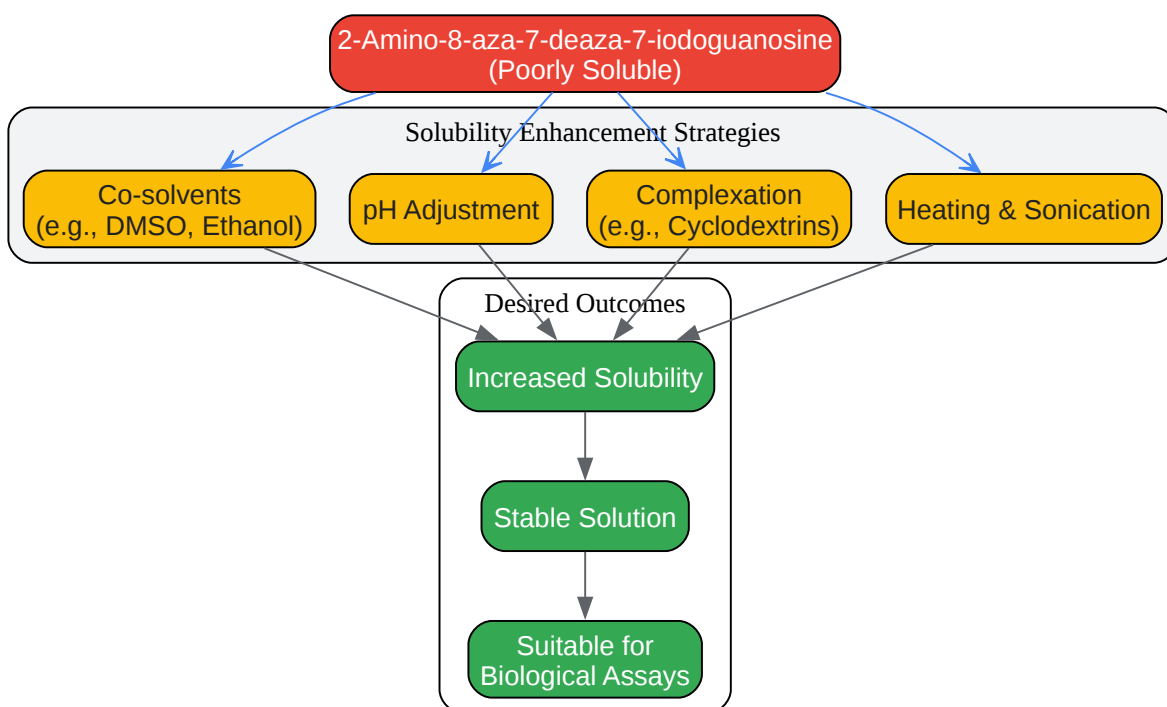 2-Amino-8-aza-7-deaza-7-iodoguanosine
(Poorly Soluble)
Solubility Enhancement Strategies
Co-solvents
(e.g., DMSO, Ethanol)
pH Adjustment
Complexation
(e.g., Cyclodextrins)
Heating & Sonication
Desired Outcomes
Increased Solubility
Stable Solution
Suitable for
Biological Assays